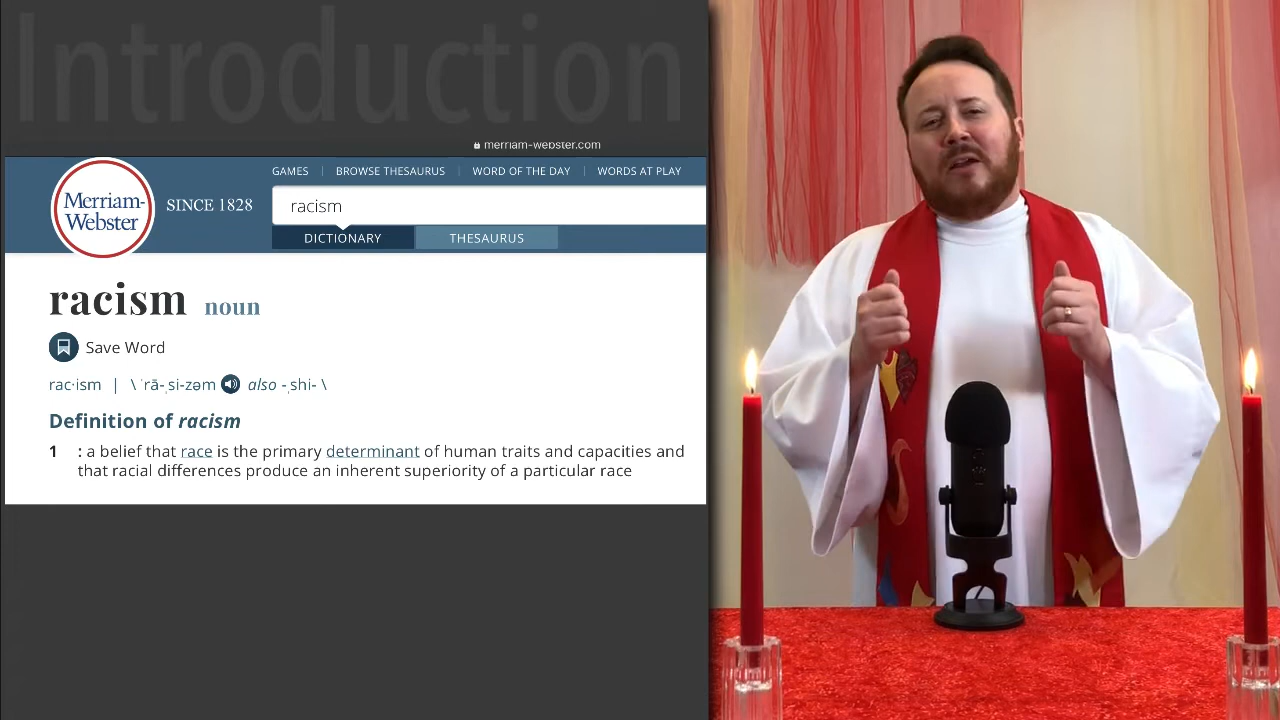 Introduction
merriam-webster.com
GAMES | BROWSE THESAURUS | WORD OF THE DAY | WORDS AT PLAY
Merriam-
Webster
SINCE 1828
racism
DICTIONARY THESAURUS
racism noun
Save Word
rac·ism | \ ˈrā-ˌsi-zəm also -ˌshi- \
Definition of racism
1 : a belief that race is the primary determinant of human traits and capacities and
that racial differences produce an inherent superiority of a particular race